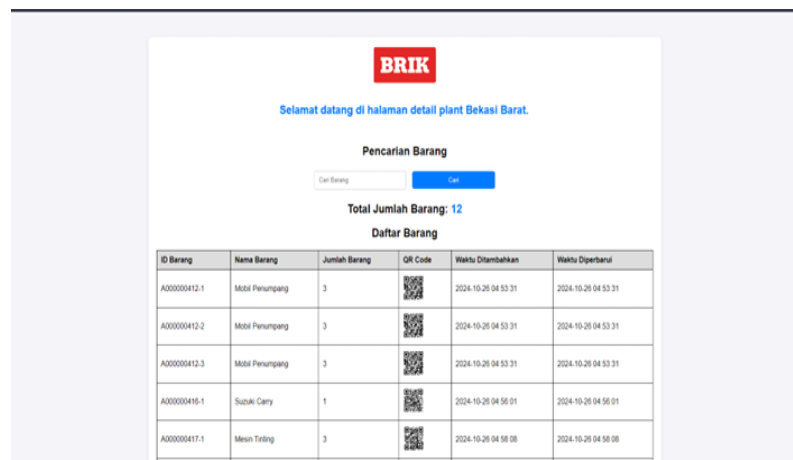 BRIK
Selamat datang di halaman detail plant Bekasi Barat.
Pencarian Barang
Cari Barang Cari
Total Jumlah Barang: 12
Daftar Barang
ID Barang Nama Barang Jumlah Barang QR Code Waktu Ditambahkan Waktu Diperbarui
A000000412-1 Mobil Penumpang 3 2024-10-26 04:53:31 2024-10-26 04:53:31
A000000412-2 Mobil Penumpang 3 2024-10-26 04:53:31 2024-10-26 04:53:31
A000000412-3 Mobil Penumpang 3 2024-10-26 04:53:31 2024-10-26 04:53:31
A000000416-1 Suzuki Carry 1 2024-10-26 04:56:01 2024-10-26 04:56:01
A000000417-1 Mesin Tinting 3 2024-10-26 04:58:08 2024-10-26 04:58:08